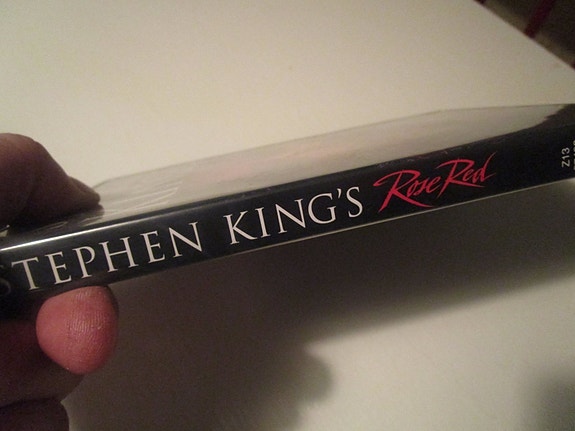 STEPHEN KING'S Rose Red
Z13